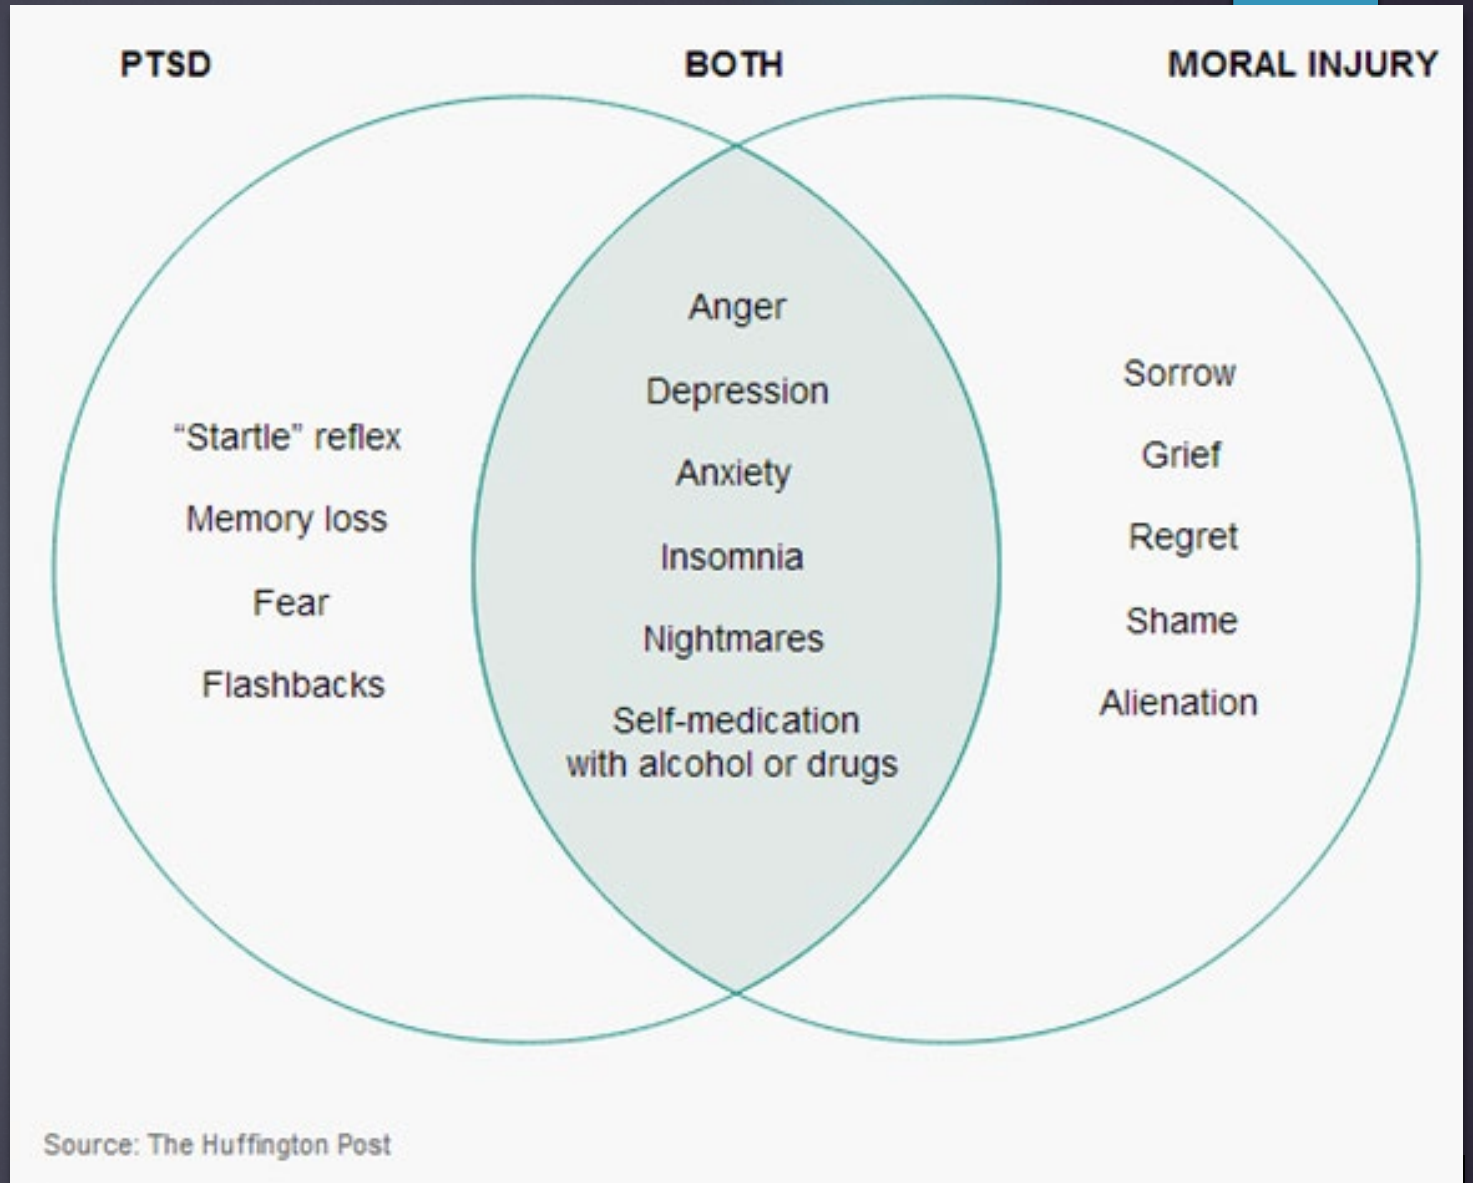 PTSD
BOTH
MORAL INJURY
“Startle” reflex
Memory loss
Fear
Flashbacks
Anger
Depression
Anxiety
Insomnia
Nightmares
Self-medication
with alcohol or drugs
Sorrow
Grief
Regret
Shame
Alienation
Source: The Huffington Post